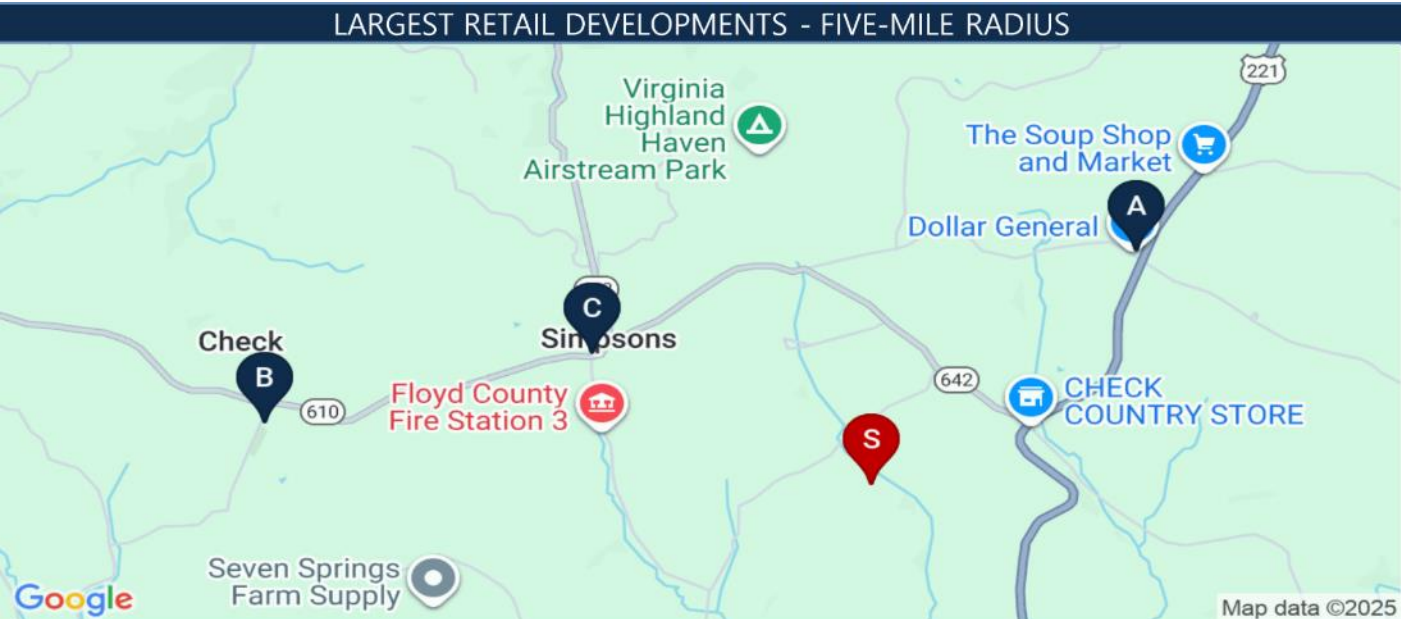 LARGEST RETAIL DEVELOPMENTS - FIVE-MILE RADIUS
221
Virginia
Highland
Haven
Airstream Park
The Soup Shop
and Market
A
Dollar General
C
Simpsons
Check
B
610
Floyd County
Fire Station 3
642
CHECK
COUNTRY STORE
S
Seven Springs
Farm Supply
Google
Map data ©2025